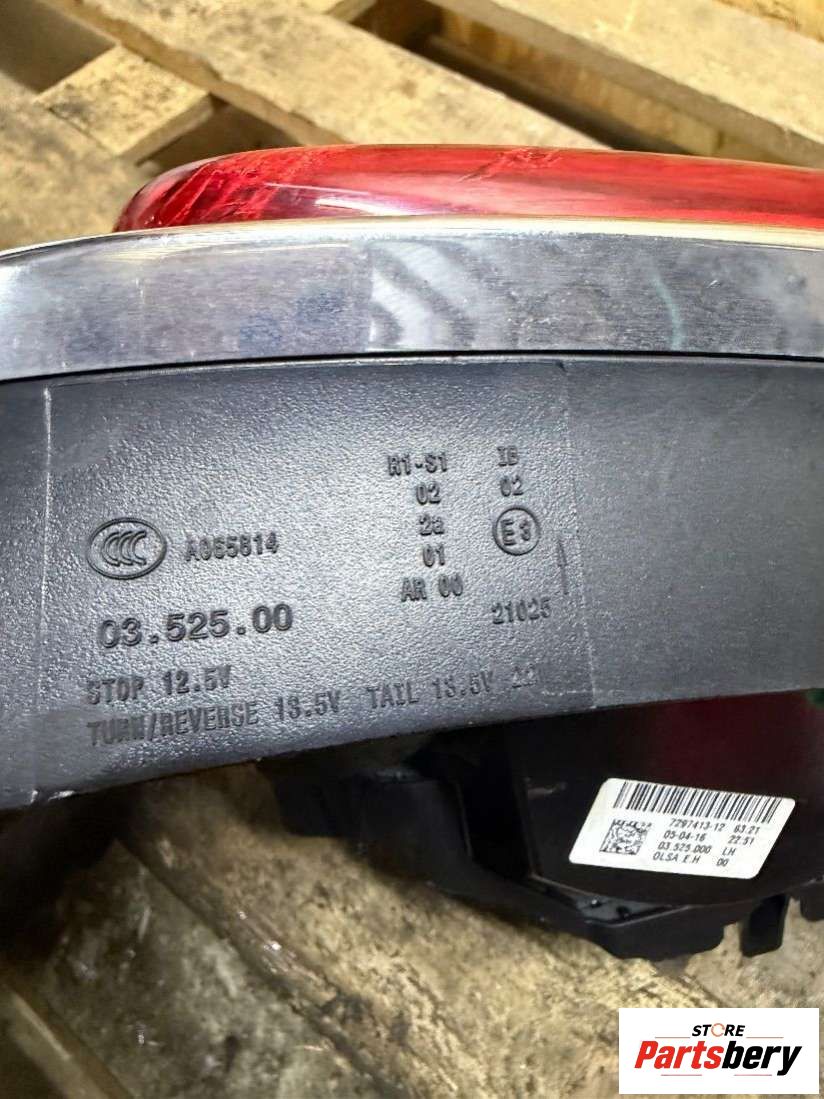 R1-S1
02
2a
01
AR 00
IB
02
E3
21025
CCC
A065814
03.525.00
STOP 12.5V
TURN/REVERSE 13.5V TAIL 13.5V
7297413-12 63.21
05-04-16 22:51
03.525.000 LH
OLSA E.H 00
STORE
Partsbery